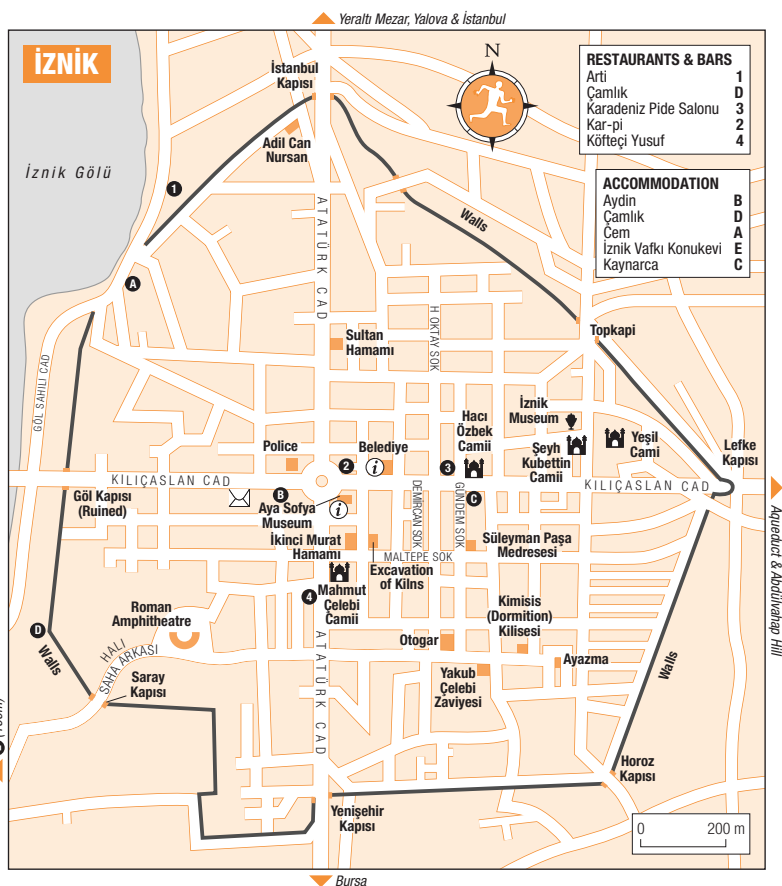 Yeraltı Mezar, Yalova & İstanbul
İZNİK
N
RESTAURANTS & BARS
Arti 1
Çamlık D
Karadeniz Pide Salonu 3
Kar-pi 2
Köfteçi Yusuf 4
ACCOMMODATION
Aydin B
Çamlık D
Çem A
İznik Vafkı Konukevi E
Kaynarca C
İstanbul
Kapısı
Adil Can
Nursan
İznik Gölü
1
Walls
ATATÜRK CAD
A
H OKTAY SOK
Topkapi
Sultan
Hamamı
GÖL SAHILI CAD
İznik
Museum
Hacı
Özbek
Camii
Yeşil
Cami
Şeyh
Kubettin
Camii
Lefke
Kapısı
Police
2
Belediye
i
3
KILIÇASLAN CAD
KILIÇASLAN CAD
Göl Kapısı
(Ruined)
B
Aya Sofya
Museum
i
DEMİRCAN SOK
GÜNDEM SOK
C
Aqueduct & Abdülvahap Hill
İkinci Murat
Hamamı
Süleyman Paşa
Medresesi
MALTEPE SOK
Excavation
of Kilns
4
Mahmut
Çelebi
Camii
Roman
Amphitheatre
Kimisis
(Dormition)
Kilisesi
D
Walls
HALI
SAHA ARKASI
ATATÜRK CAD
Otogar
Ayazma
Saray
Kapısı
Yakub
Çelebi
Zaviyesi
Walls
Horoz
Kapısı
Yenişehir
Kapısı
0 200 m
Bursa